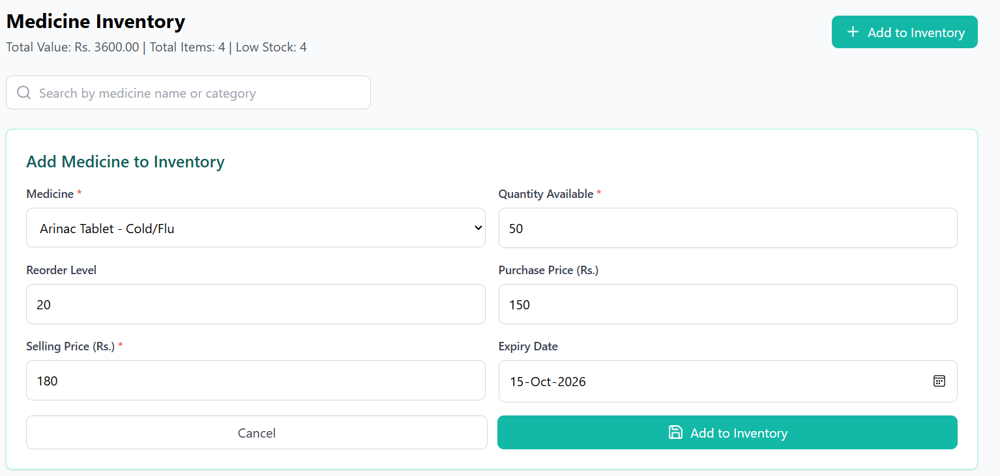 Medicine Inventory
Total Value: Rs. 3600.00 | Total Items: 4 | Low Stock: 4
Add to Inventory
Search by medicine name or category
Add Medicine to Inventory
Medicine *
Quantity Available *
Arinac Tablet - Cold/Flu
50
Reorder Level
Purchase Price (Rs.)
20
150
Selling Price (Rs.) *
Expiry Date
180
15-Oct-2026
Cancel
Add to Inventory